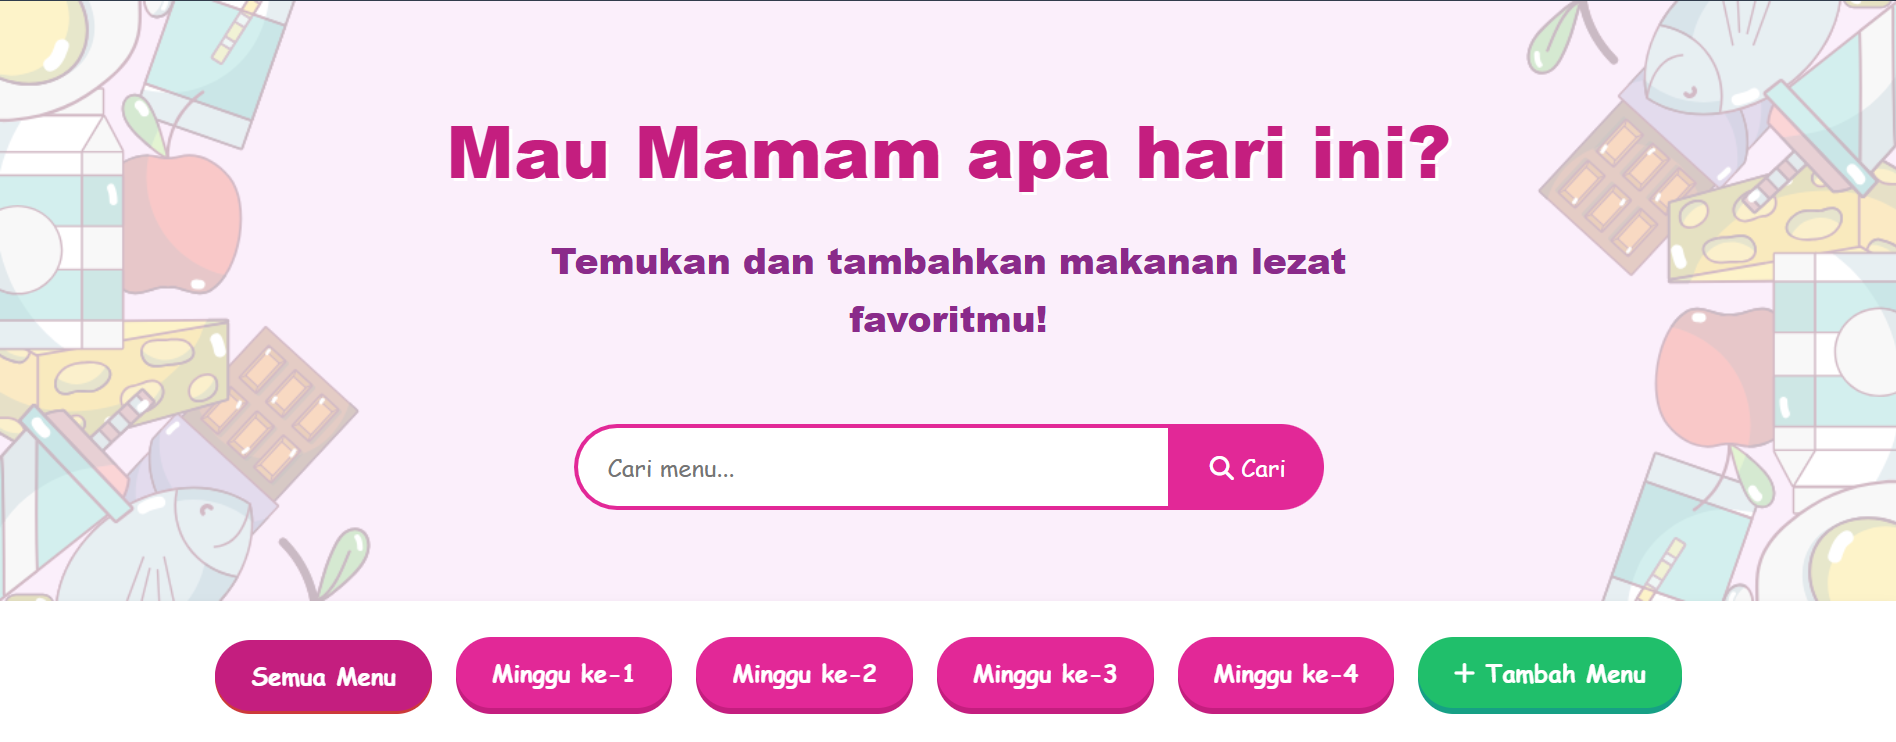 Mau Mamam apa hari ini?
Temukan dan tambahkan makanan lezat
favoritmu!
Cari menu...
Cari
Semua Menu
Minggu ke-1
Minggu ke-2
Minggu ke-3
Minggu ke-4
+ Tambah Menu